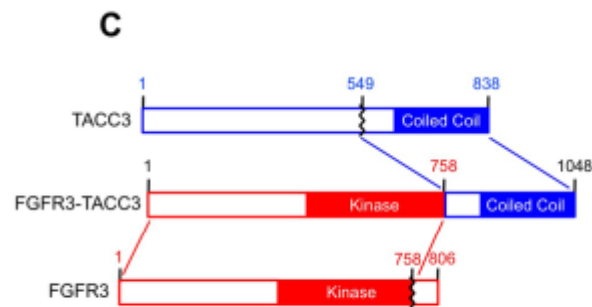 C
1 549 838
TACC3 Coiled Coil
1 758 1048
FGFR3-TACC3 Kinase Coiled Coil
1 758 806
FGFR3 Kinase